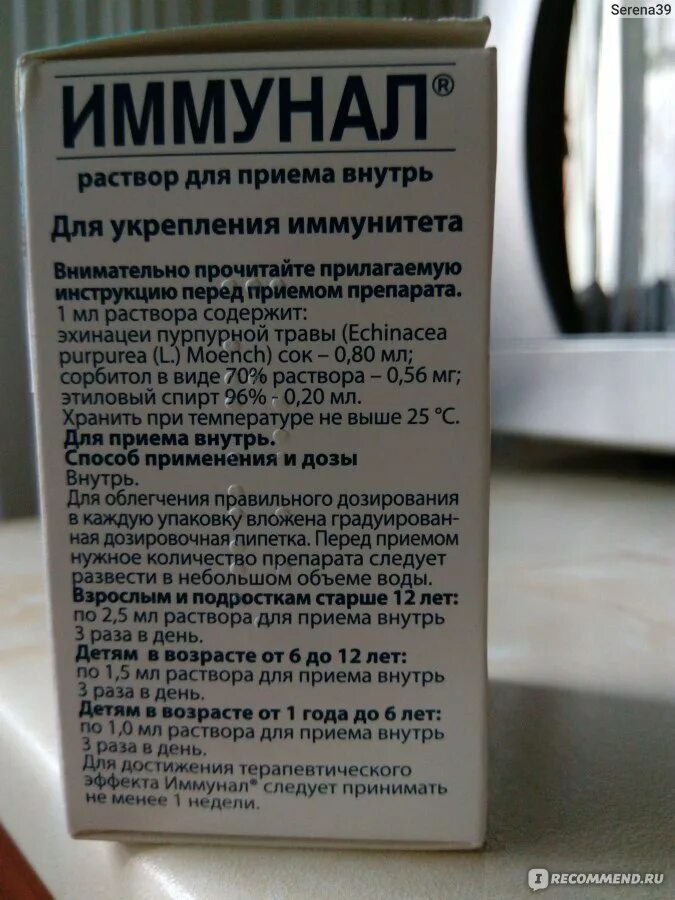 Serena39
ИММУНАЛ®
раствор для приема внутрь
Для укрепления иммунитета
Внимательно прочитайте прилагаемую
инструкцию перед приемом препарата.
1 мл раствора содержит:
эхинацеи пурпурной травы (Echinacea
purpurea (L.) Moench) сок – 0,80 мл;
сорбитол в виде 70% раствора – 0,56 мг;
этиловый спирт 96% - 0,20 мл.
Хранить при температуре не выше 25 °С.
Для приема внутрь.
Способ применения и дозы
Внутрь.
Для облегчения правильного дозирования
в каждую упаковку вложена градуирован-
ная дозировочная пипетка. Перед приемом
нужное количество препарата следует
развести в небольшом объеме воды.
Взрослым и подросткам старше 12 лет:
по 2,5 мл раствора для приема внутрь
3 раза в день.
Детям в возрасте от 6 до 12 лет:
по 1,5 мл раствора для приема внутрь
3 раза в день.
Детям в возрасте от 1 года до 6 лет:
по 1,0 мл раствора для приема внутрь
3 раза в день.
Для достижения терапевтического
эффекта Иммунал® следует принимать
не менее 1 недели.
IRECOMMEND.RU